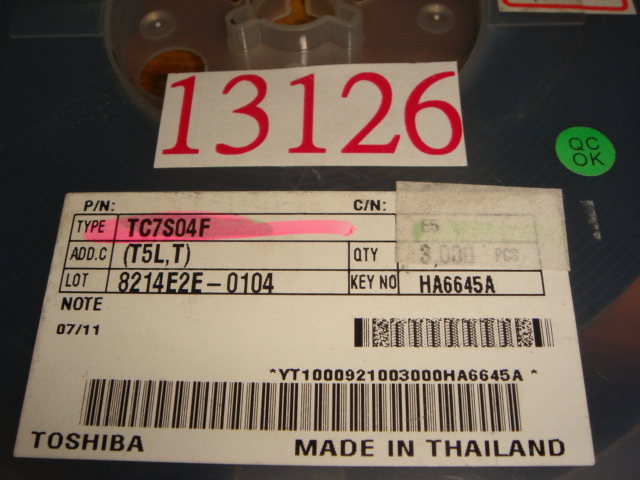 13126
QC
OK
P/N: C/N:
TYPE TC7S04F E5
ADD.C (T5L,T) QTY 3,000 PCS
LOT 8214E2E-0104 KEY NO HA6645A
NOTE
07/11
*YT1000921003000HA6645A*
TOSHIBA MADE IN THAILAND